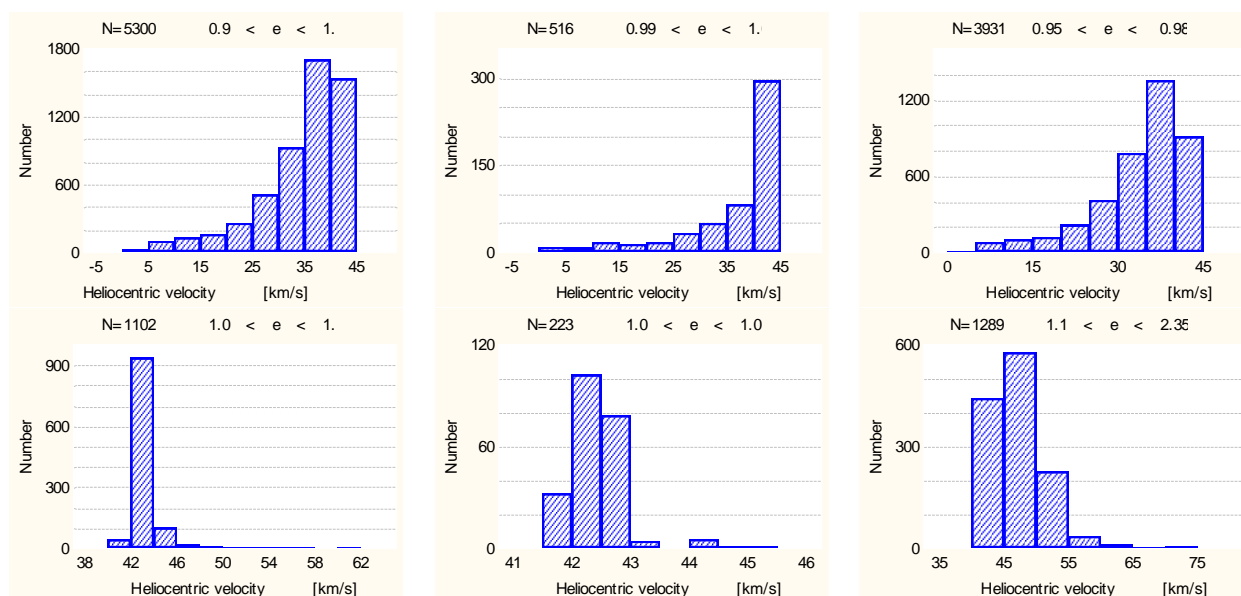 N=5300 0.9 < e < 1.
1800
1200
600
0
Number
-5 5 15 25 35 45
Heliocentric velocity [km/s]
N=516 0.99 < e < 1.
300
150
0
Number
-5 5 15 25 35 45
Heliocentric velocity [km/s]
N=3931 0.95 < e < 0.98
1200
600
0
Number
0 15 30 45
Heliocentric velocity [km/s]
N=1102 1.0 < e < 1.
900
600
300
0
Number
38 42 46 50 54 58 62
Heliocentric velocity [km/s]
N=223 1.0 < e < 1.0
120
60
0
Number
41 42 43 44 45 46
Heliocentric velocity [km/s]
N=1289 1.1 < e < 2.35
600
300
0
Number
35 45 55 65 75
Heliocentric velocity [km/s]